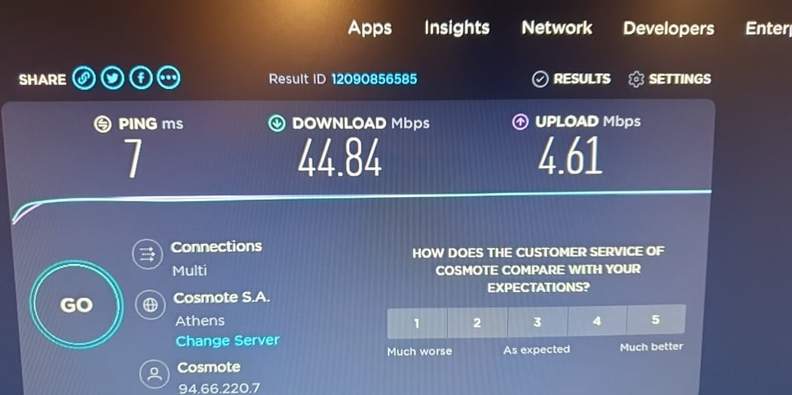 Apps Insights Network Developers Enter
SHARE Result ID 12090856585 RESULTS SETTINGS
PING ms DOWNLOAD Mbps UPLOAD Mbps
7 44.84 4.61
Connections
Multi
HOW DOES THE CUSTOMER SERVICE OF
COSMOTE COMPARE WITH YOUR
EXPECTATIONS?
GO
Cosmote S.A.
Athens
Change Server
1 2 3 4 5
Much worse As expected Much better
Cosmote
94.66.220.7